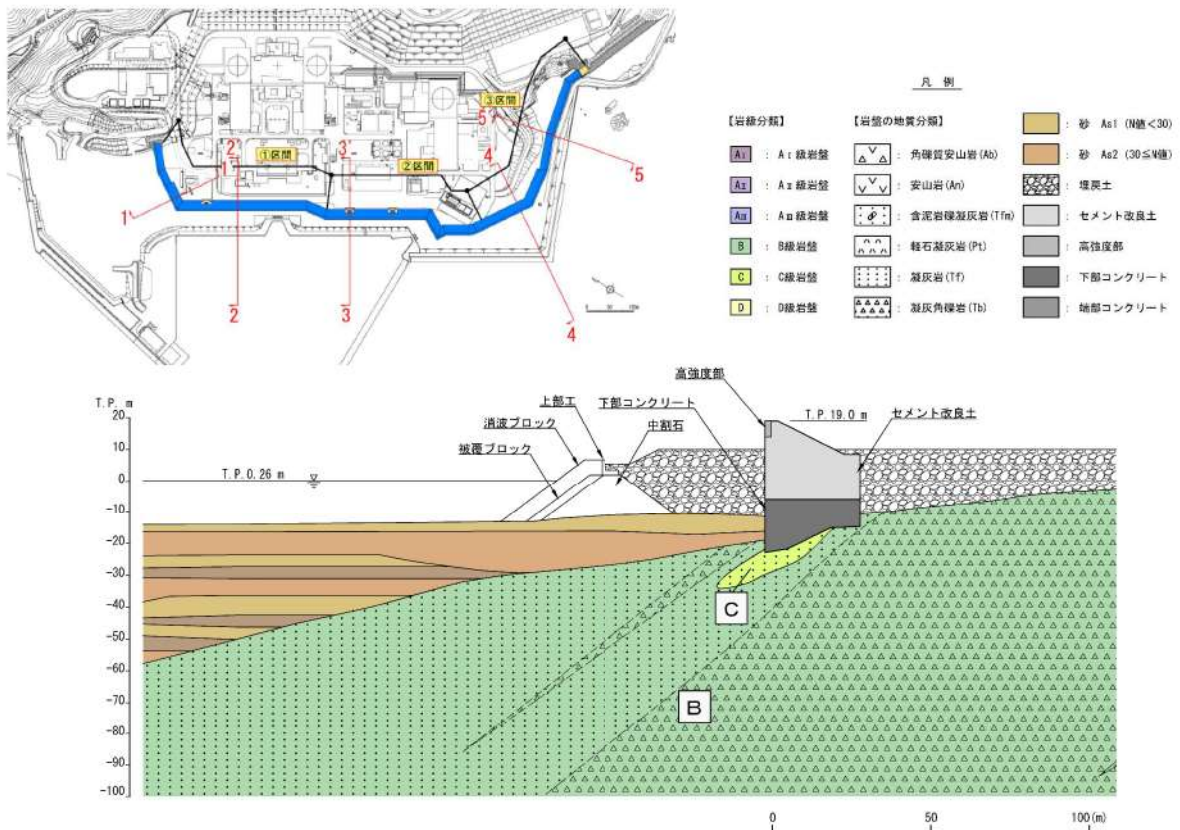 ①区間
②区間
③区間
1
1'
2'
2
3'
3
4'
4
5'
5
凡 例
【岩級分類】
AⅠ : AⅠ級岩盤
AⅡ : AⅡ級岩盤
AⅢ : AⅢ級岩盤
B : B級岩盤
C : C級岩盤
D : D級岩盤
【岩盤の地質分類】
: 角礫質安山岩(Ab)
: 安山岩(An)
: 含泥岩礫凝灰岩(Tfm)
: 軽石凝灰岩(Pt)
: 凝灰岩(Tf)
: 凝灰角礫岩(Tb)
: 砂 As1 (N値<30)
: 砂 As2 (30≦N値)
: 埋戻土
: セメント改良土
: 高強度部
: 下部コンクリート
: 端部コンクリート
T.P. m
20
10
0
-10
-20
-30
-40
-50
-60
-70
-80
-90
-100
T.P.0.26 m
被覆ブロック
消波ブロック
上部工
中割石
下部コンクリート
高強度部
T.P.19.0 m
セメント改良土
C
B
0 50 100(m)